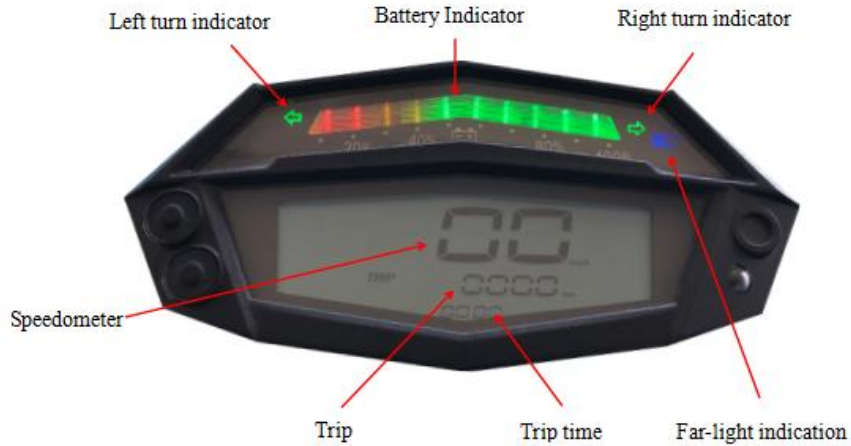 Left turn indicator
Battery Indicator
Right turn indicator
20%
40%
80%
100%
00
TRIP
0000
0000
Speedometer
Trip
Trip time
Far-light indication